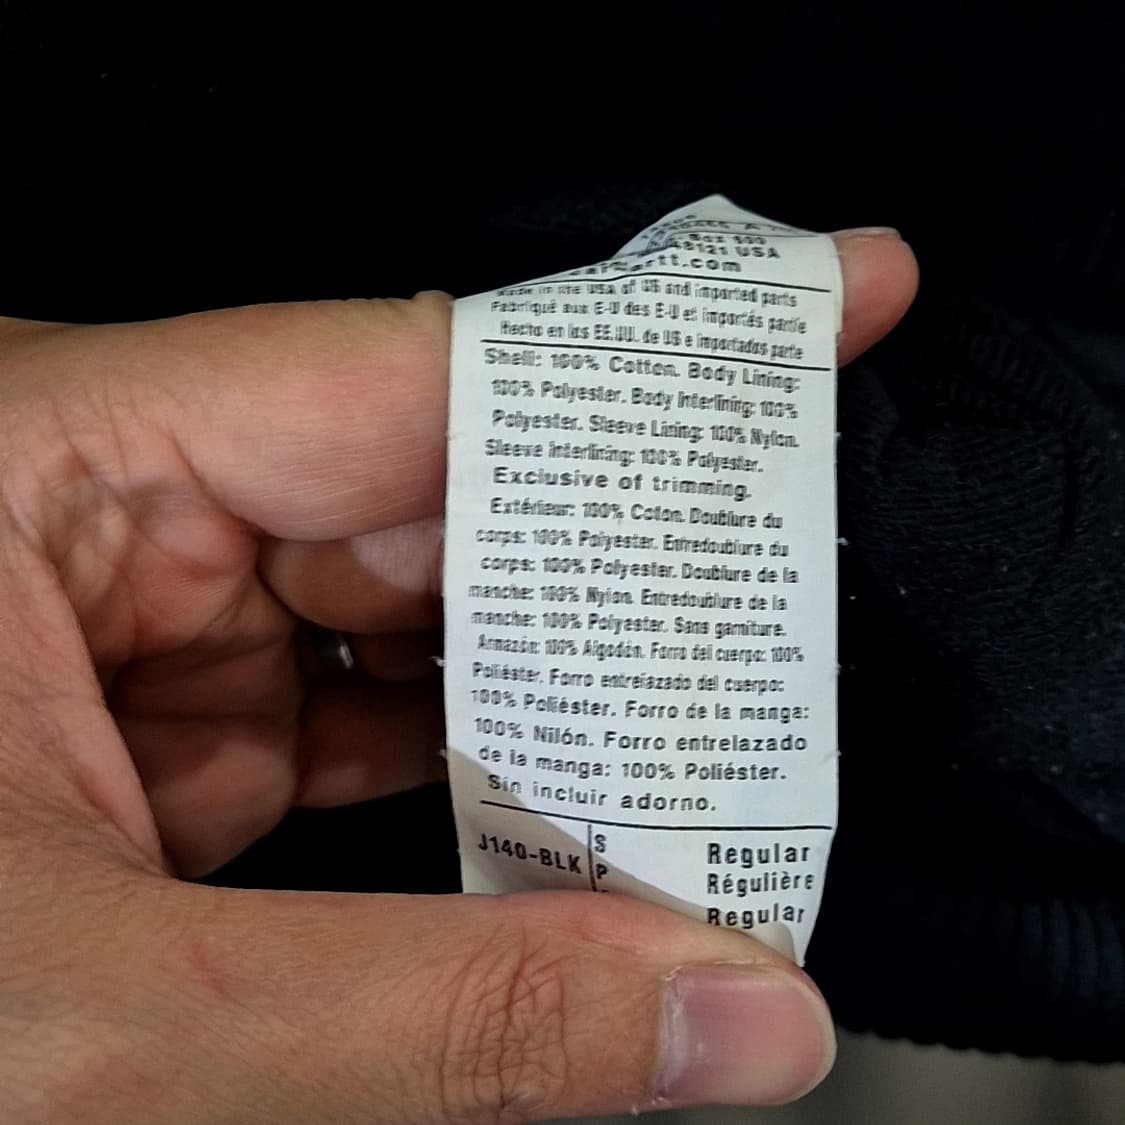 Box 600
48121 USA
carhartt.com
Made in the USA of US and imported parts
Fabriqué aux E-U des E-U et importés partie
Hecho en los EE.UU. de US e importados parte
Shell: 100% Cotton. Body Lining:
100% Polyester. Body Interlining: 100%
Polyester. Sleeve Lining: 100% Nylon.
Sleeve Interlining: 100% Polyester.
Exclusive of trimming.
Extérieur: 100% Coton. Doublure du
corps: 100% Polyester. Entredoublure du
corps: 100% Polyester. Doublure de la
manche: 100% Nylon. Entredoublure de la
manche: 100% Polyester. Sans garniture.
Armazón: 100% Algodón. Forro del cuerpo: 100%
Poliéster. Forro entrelazado del cuerpo:
100% Poliéster. Forro de la manga:
100% Nilón. Forro entrelazado
de la manga: 100% Poliéster.
Sin incluir adorno.
J140-BLK S Regular
P Régulière
Regular